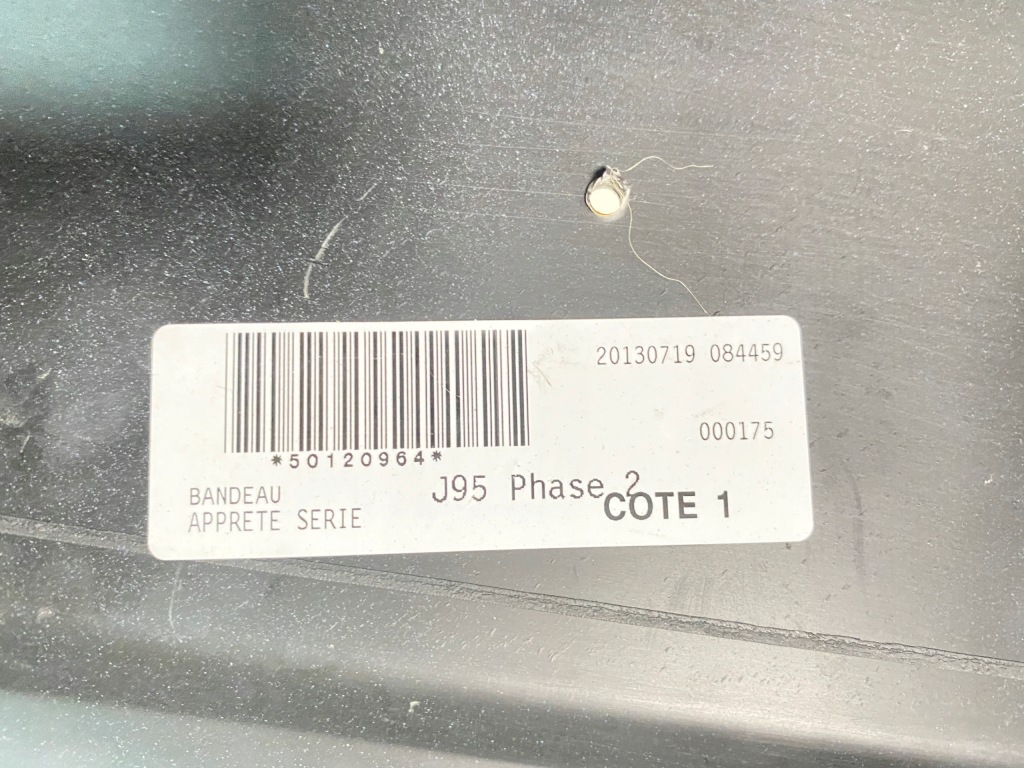 20130719 084459
000175
*50120964*
BANDEAU
APPRETE SERIE
J95 Phase 2
COTE 1